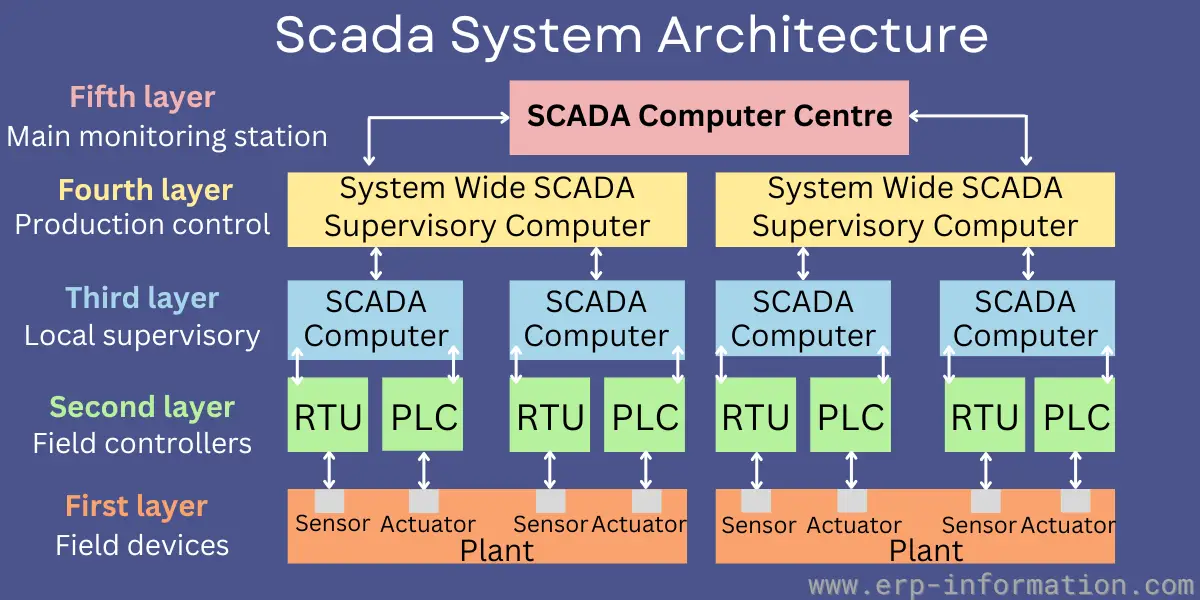 Scada System Architecture
Fifth layer
Main monitoring station
SCADA Computer Centre
Fourth layer
Production control
System Wide SCADA
Supervisory Computer
System Wide SCADA
Supervisory Computer
Third layer
Local supervisory
SCADA
Computer
SCADA
Computer
SCADA
Computer
SCADA
Computer
Second layer
Field controllers
RTU
PLC
RTU
PLC
RTU
PLC
RTU
PLC
First layer
Field devices
Sensor
Actuator
Sensor
Actuator
Plant
Sensor
Actuator
Sensor
Actuator
Plant
www.erp-information.com